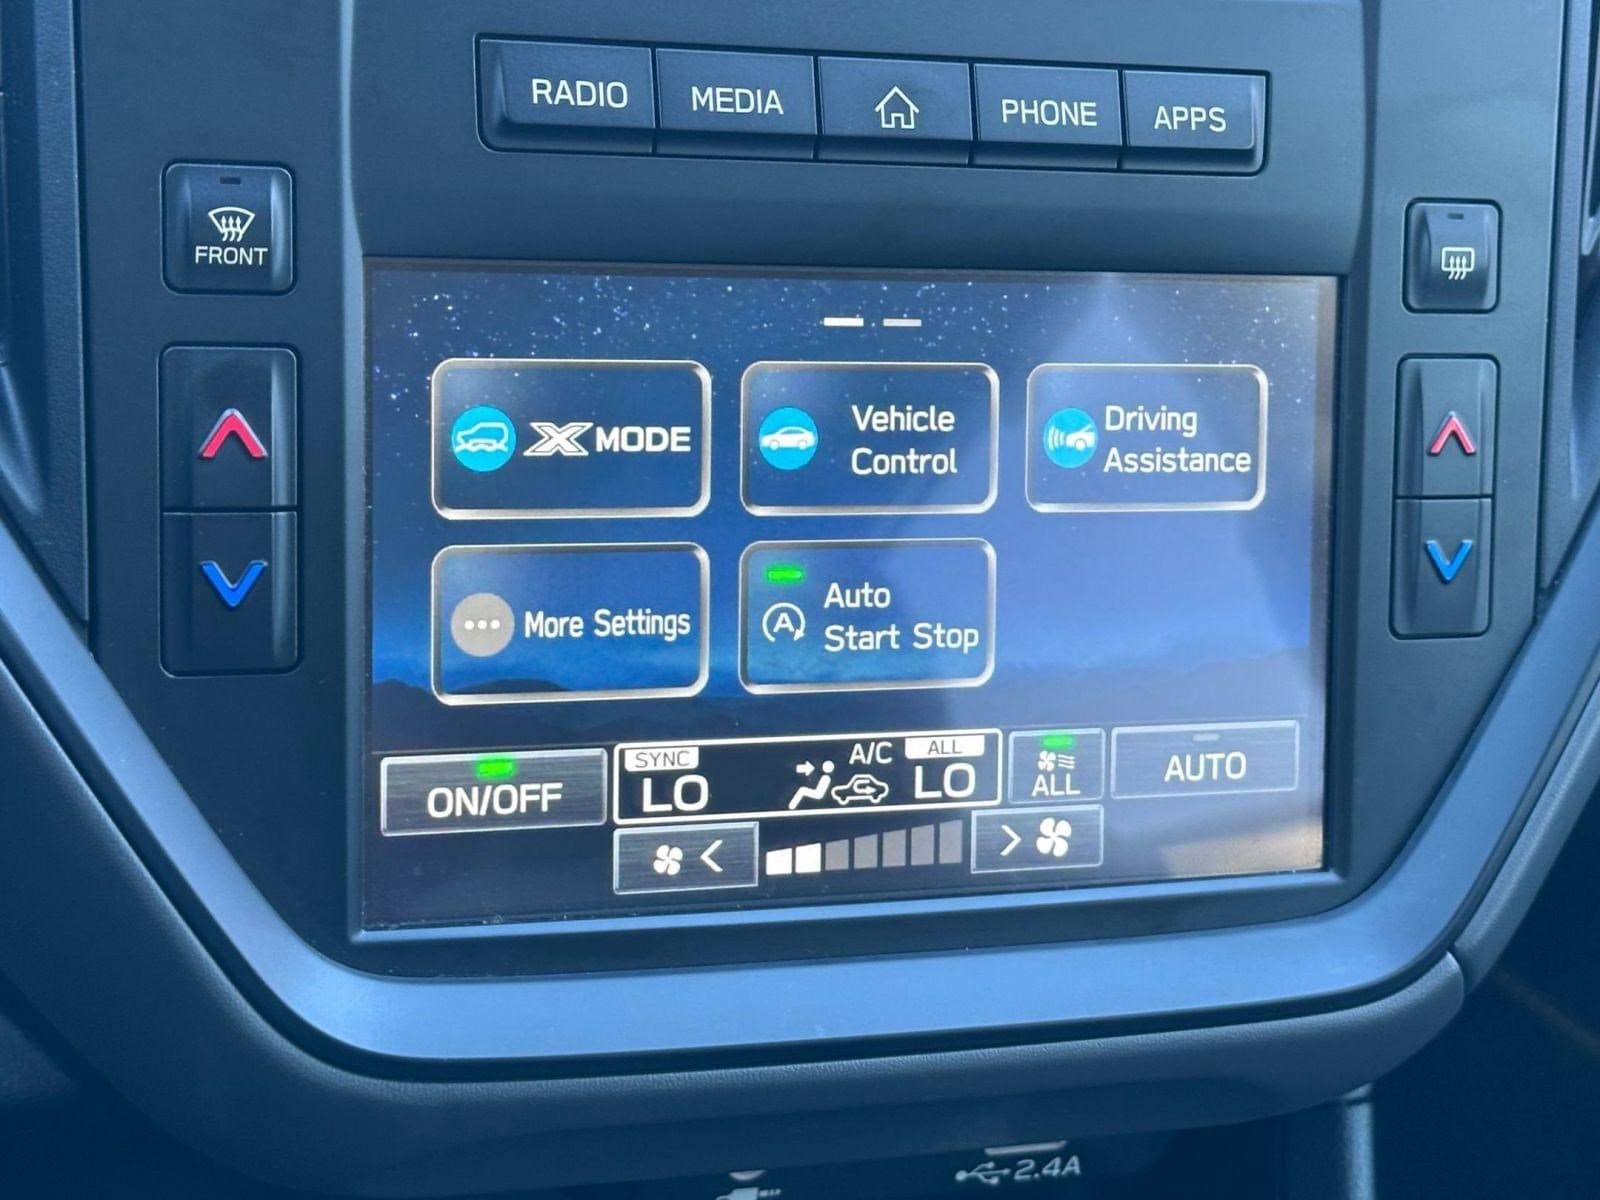 RADIO
MEDIA
PHONE
APPS
FRONT
X MODE
Vehicle
Control
Driving
Assistance
More Settings
A
Auto
Start Stop
ON/OFF
SYNC
LO
A/C
ALL
LO
ALL
AUTO
2.4A